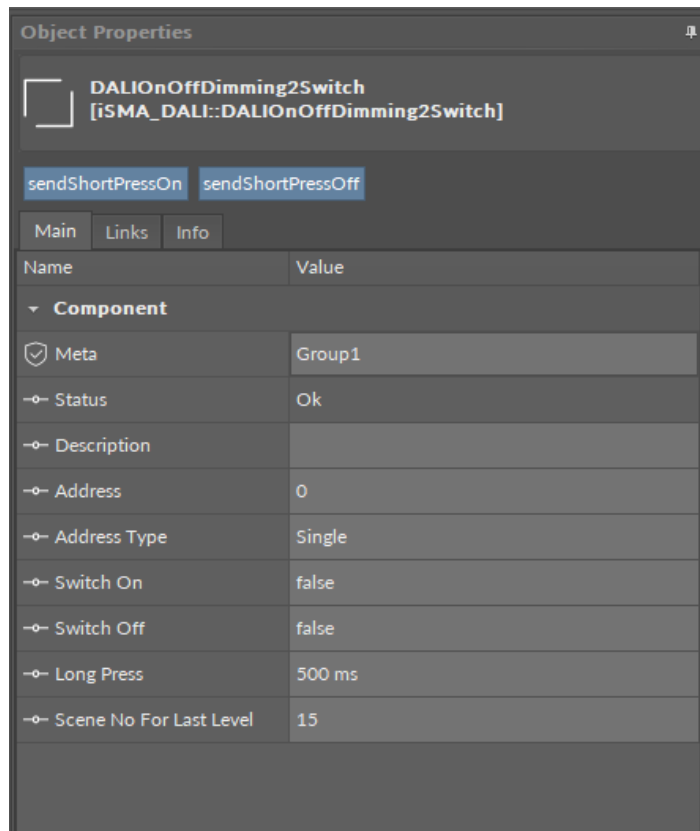 Object Properties
DALIOnOffDimming2Switch
[iSMA_DALI::DALIOnOffDimming2Switch]
sendShortPressOn sendShortPressOff
Main Links Info
Name Value
Component
Meta Group1
Status Ok
Description
Address 0
Address Type Single
Switch On false
Switch Off false
Long Press 500 ms
Scene No For Last Level 15